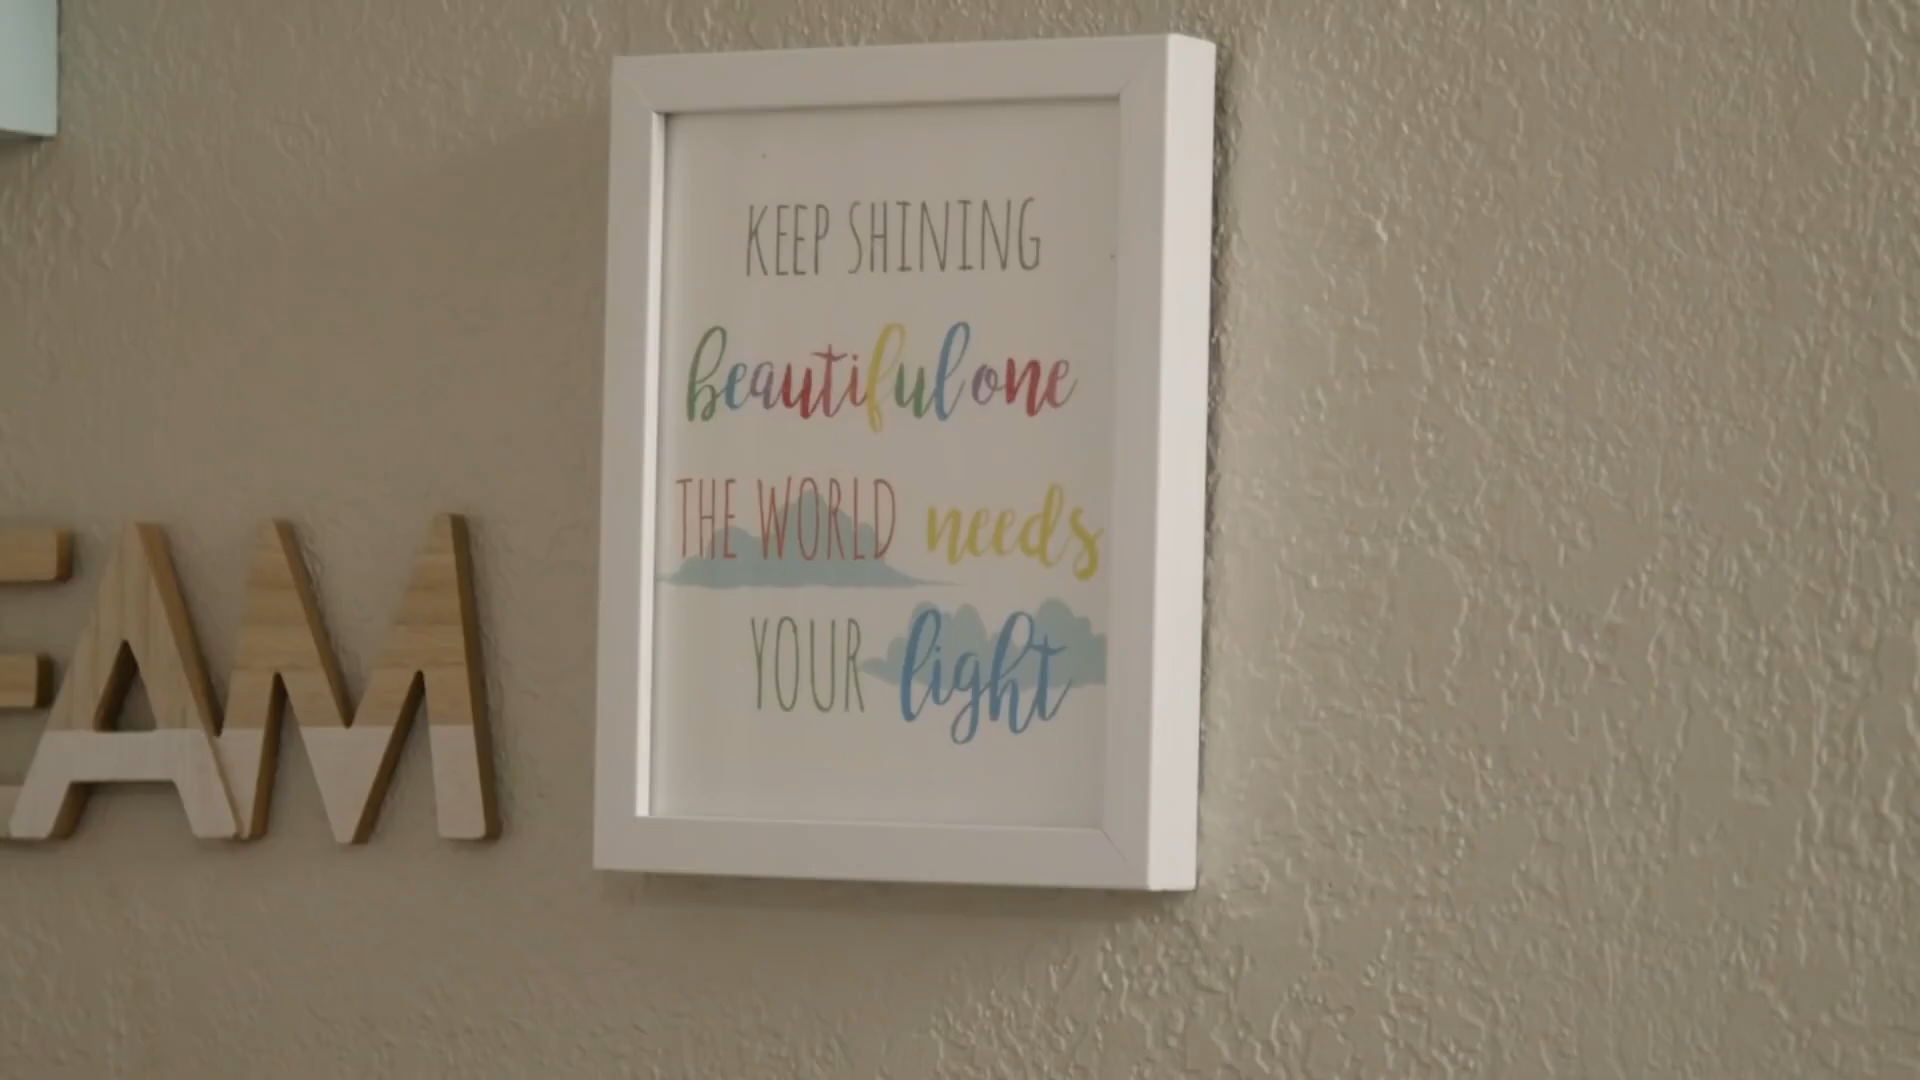 EAM
KEEP SHINING
beautiful one
THE WORLD needs
YOUR light